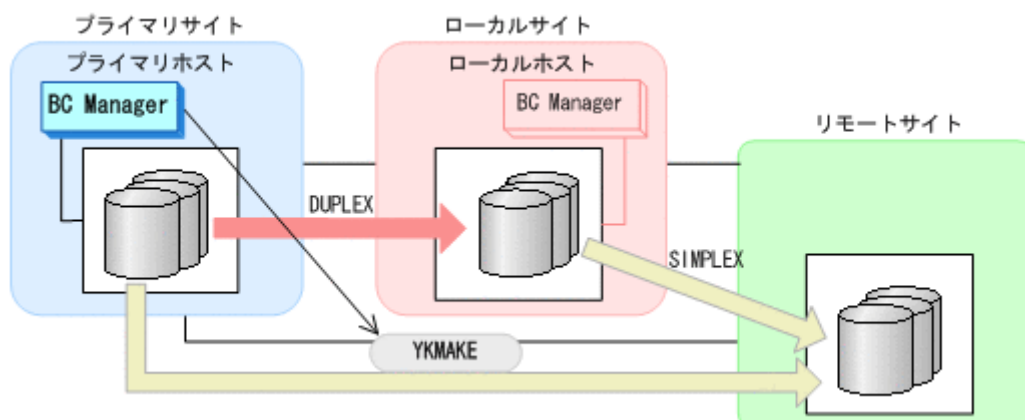 プライマリサイト
ローカルサイト
プライマリホスト
ローカルホスト
BC Manager
BC Manager
リモートサイト
DUPLEX
SIMPLEX
YKMAKE